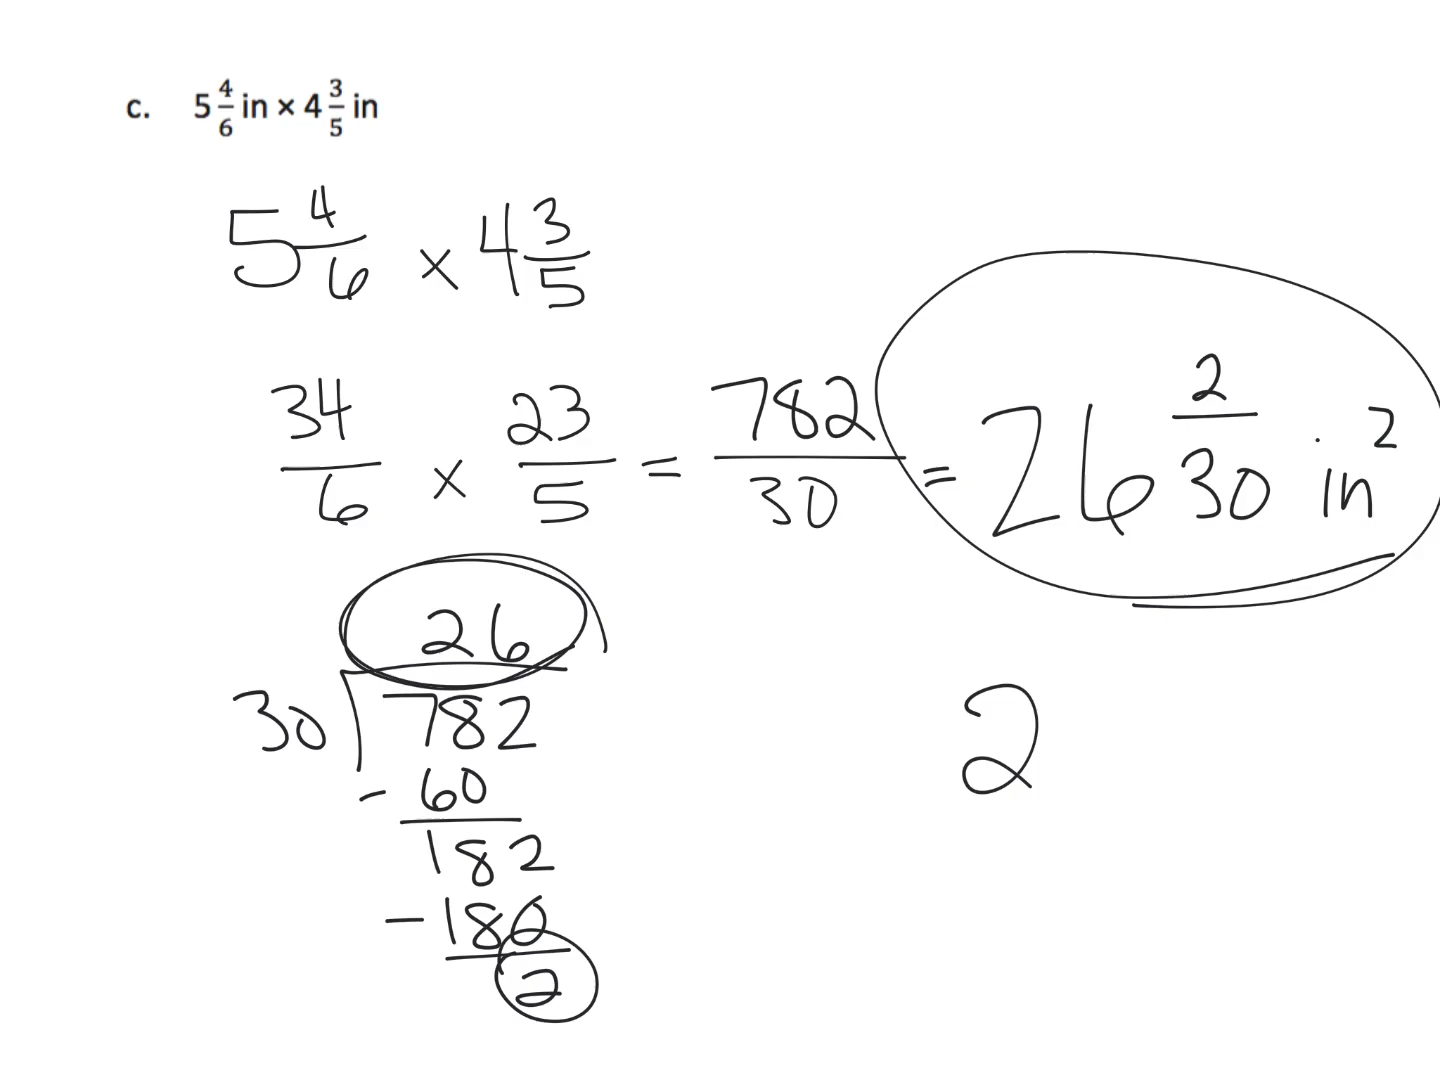 c. 5 4/6 in × 4 3/5 in
5 4/6 × 4 3/5
34/6 × 23/5 = 782/30 = 26 2/30 in²
26
30 782
- 60
182
- 180
2
2